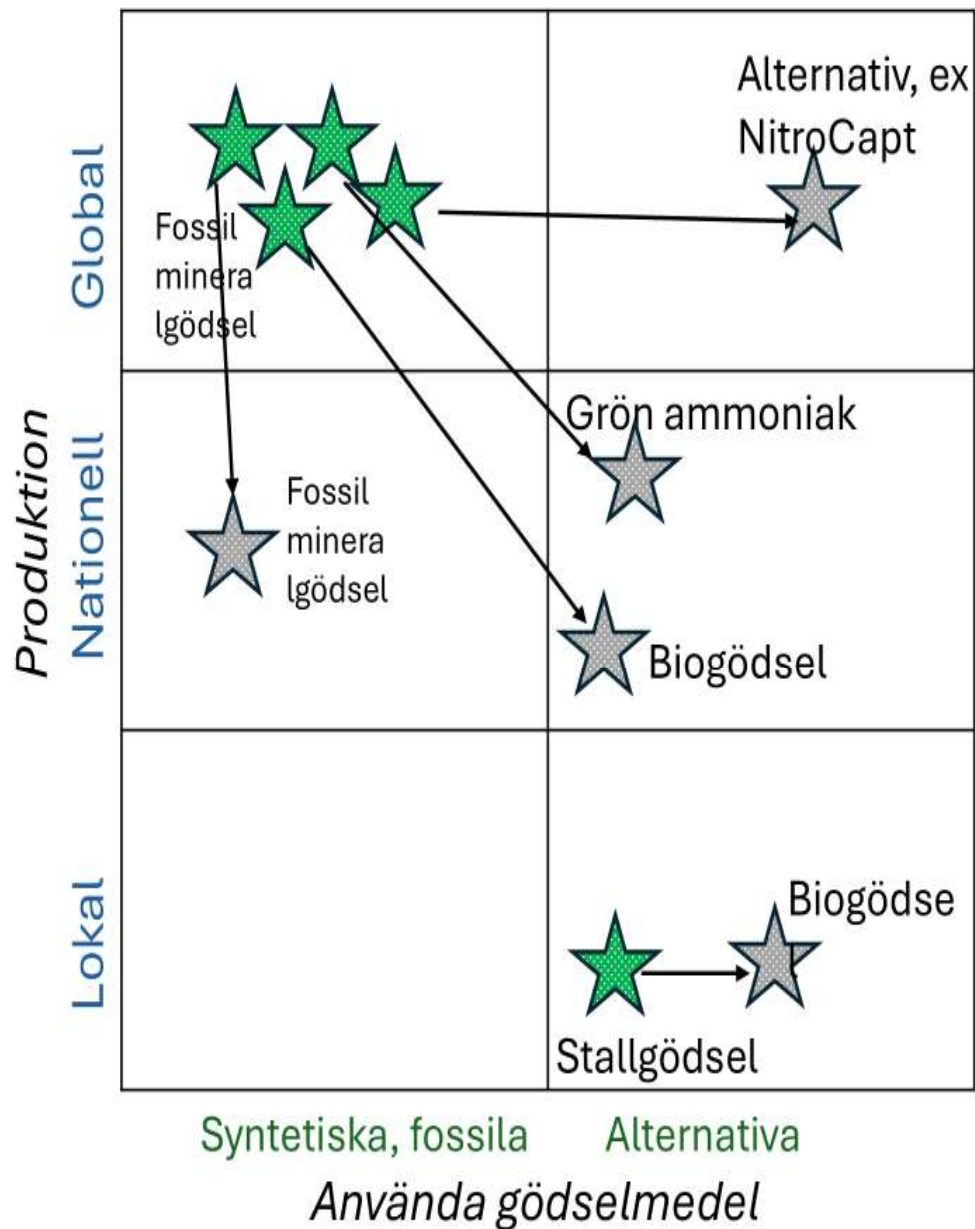 Alternativ, ex
NitroCapt
Global
Fossil
minera
lgödsel
Grön ammoniak
Produktion
Nationell
Fossil
minera
lgödsel
Biogödsel
Lokal
Biogödse
l
Stallgödsel
Syntetiska, fossila
Alternativa
Använda gödselmedel